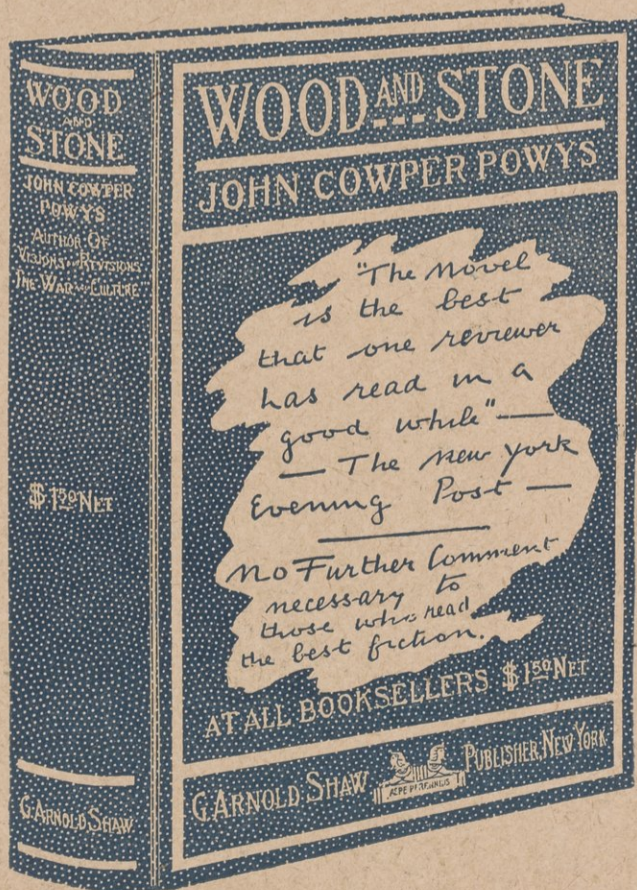 WOOD
AND
STONE
JOHN COWPER
POWYS
AUTHOR OF
"VISIONS AND REVISIONS"
"THE WAR AND CULTURE"
$1.50 NET
G. ARNOLD SHAW
WOOD AND STONE
JOHN COWPER POWYS
"The Novel
is the best
that one reviewer
has read in a
good while"—
— The New York
Evening Post —
No Further Comment
necessary to
those who read
the best fiction.
AT ALL BOOKSELLERS $1.50 NET
G. ARNOLD SHAW PUBLISHER, NEW YORK